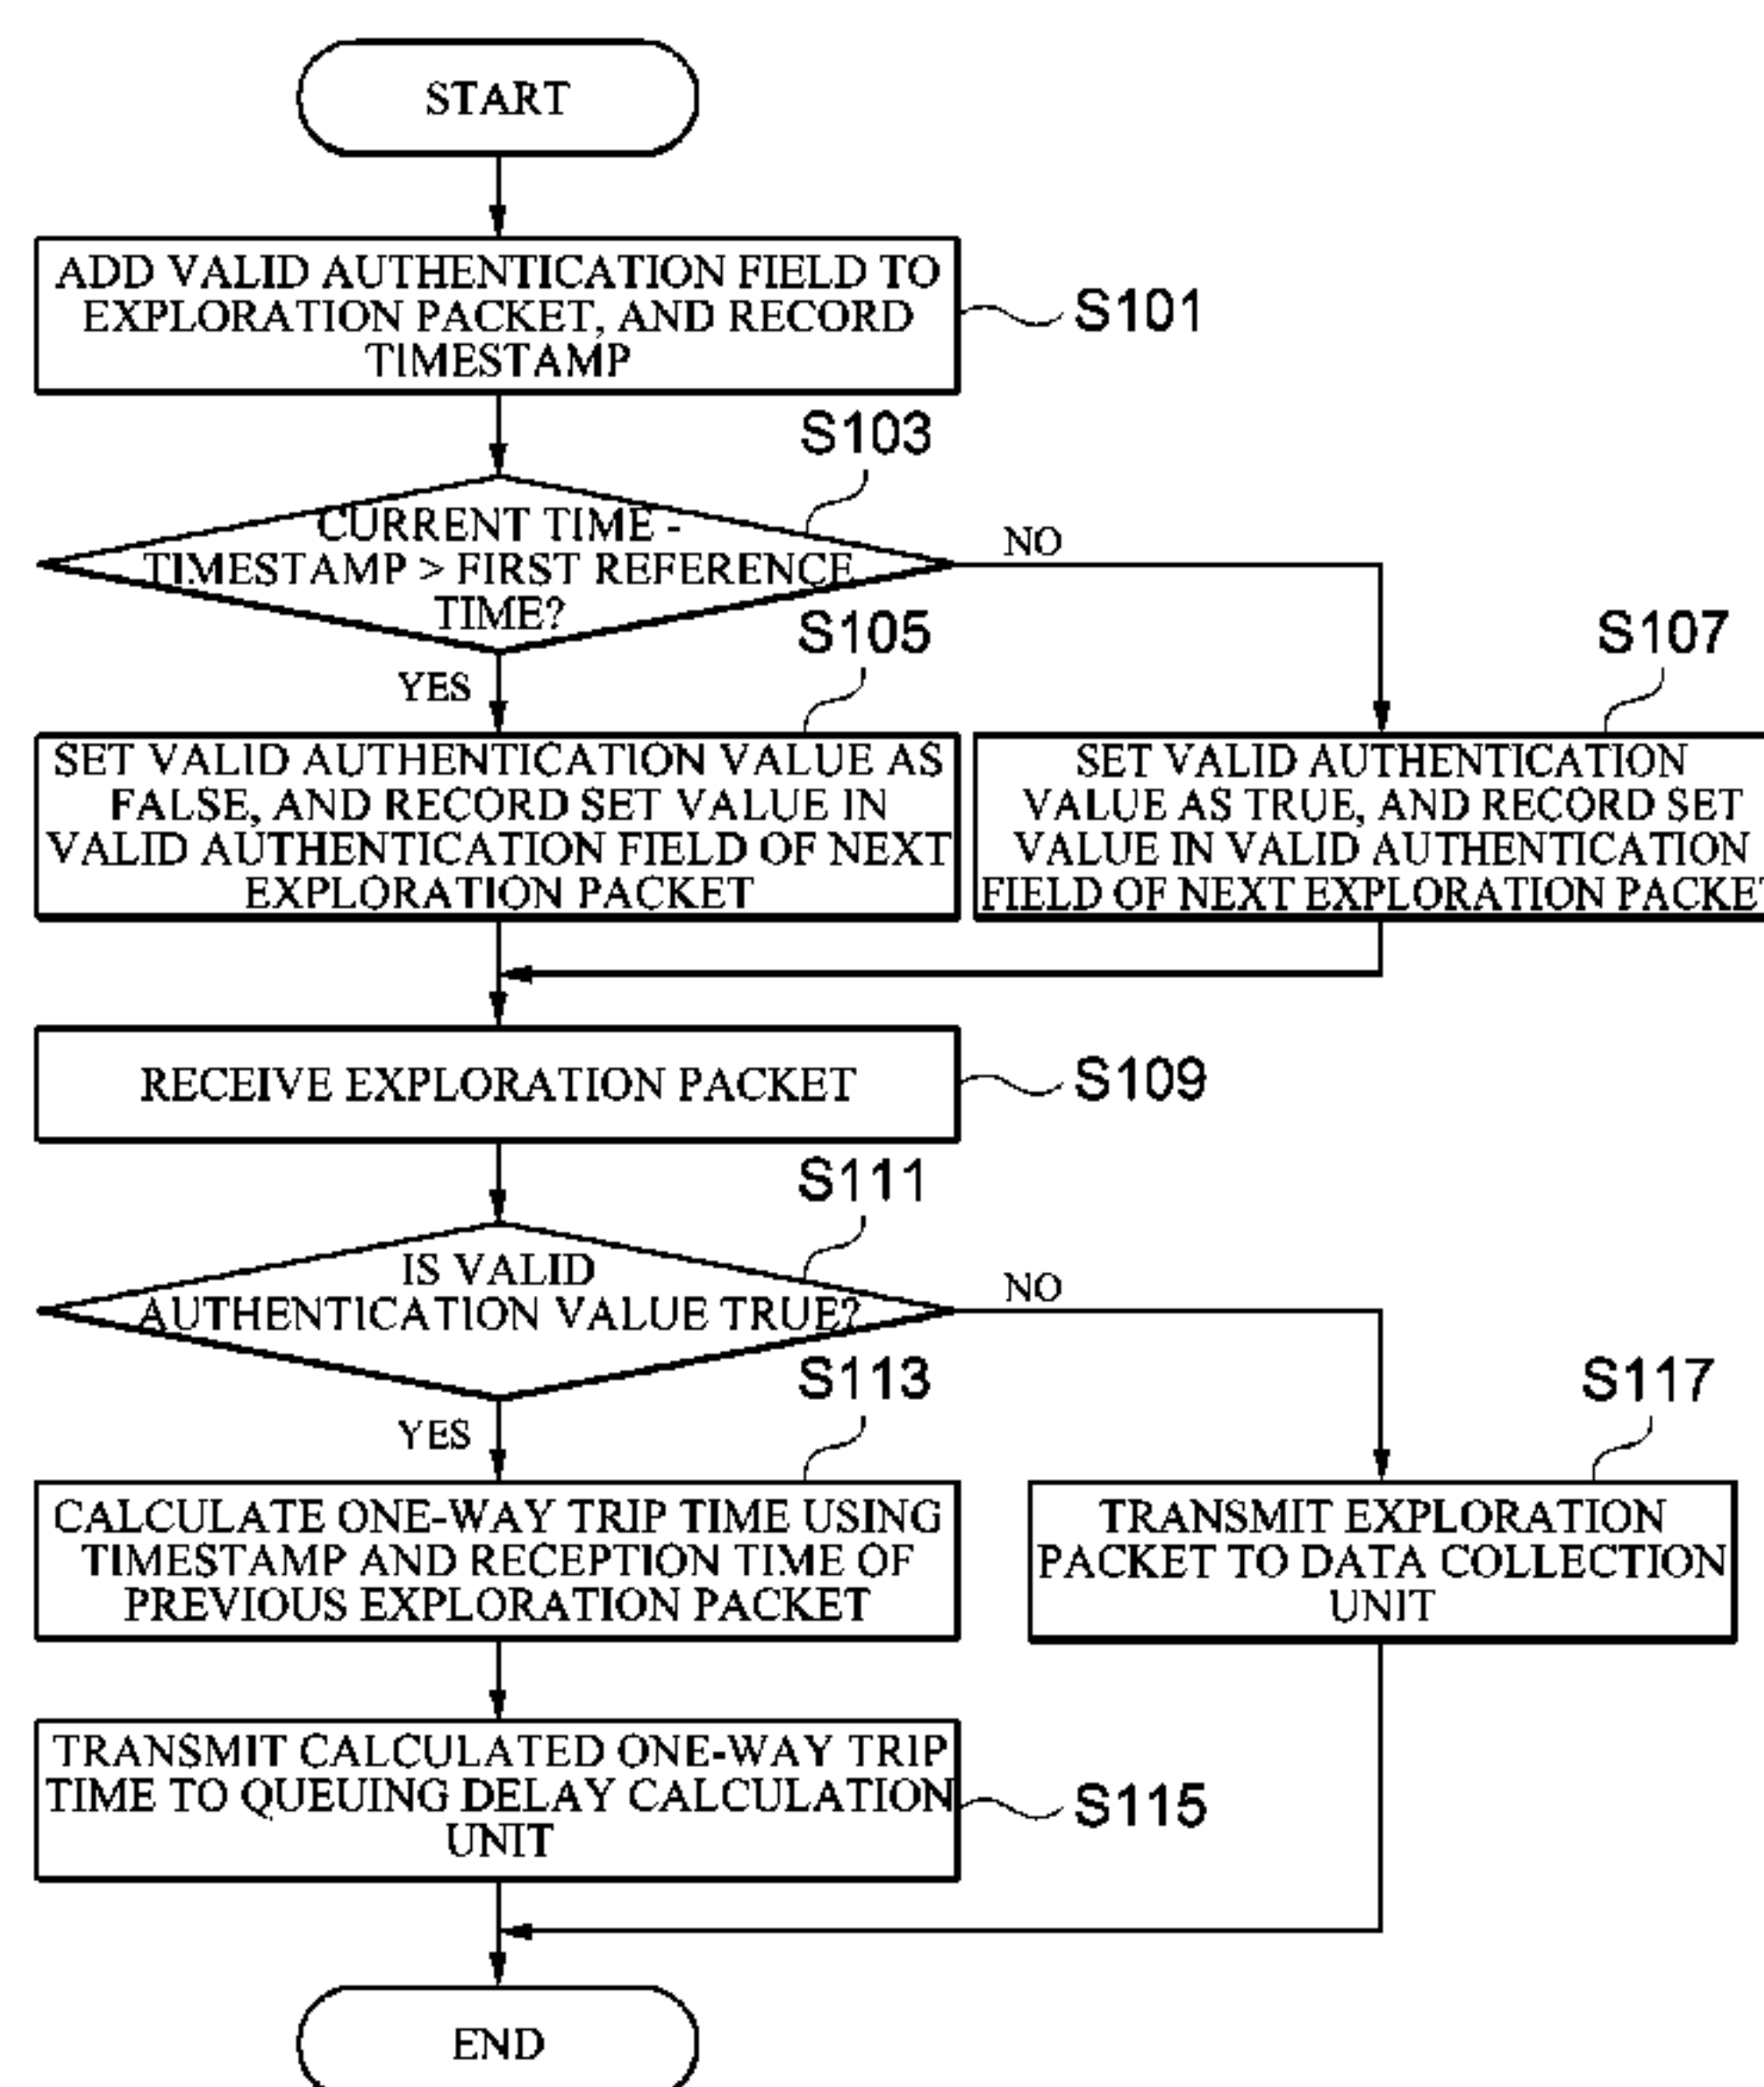 START
ADD VALID AUTHENTICATION FIELD TO
EXPLORATION PACKET, AND RECORD
TIMESTAMP
S101
S103
CURRENT TIME -
TIMESTAMP > FIRST REFERENCE
TIME?
NO
YES
S105
SET VALID AUTHENTICATION VALUE AS
FALSE, AND RECORD SET VALUE IN
VALID AUTHENTICATION FIELD OF NEXT
EXPLORATION PACKET
S107
SET VALID AUTHENTICATION
VALUE AS TRUE, AND RECORD SET
VALUE IN VALID AUTHENTICATION
FIELD OF NEXT EXPLORATION PACKET
RECEIVE EXPLORATION PACKET
S109
S111
IS VALID
AUTHENTICATION VALUE TRUE?
NO
YES
S113
CALCULATE ONE-WAY TRIP TIME USING
TIMESTAMP AND RECEPTION TIME OF
PREVIOUS EXPLORATION PACKET
S117
TRANSMIT EXPLORATION
PACKET TO DATA COLLECTION
UNIT
TRANSMIT CALCULATED ONE-WAY TRIP
TIME TO QUEUING DELAY CALCULATION
UNIT
S115
END